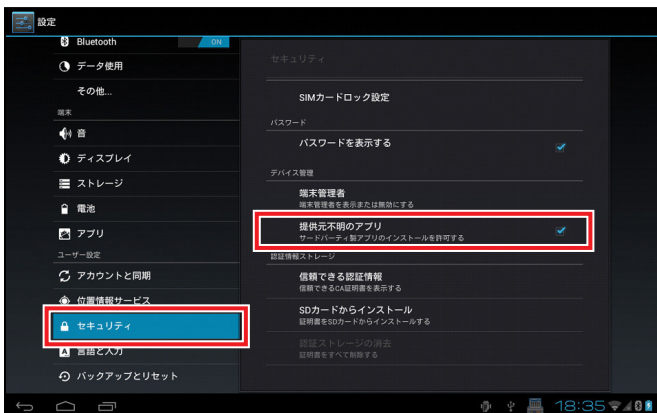 設定
Bluetooth
ON
データ使用
その他...
端末
音
ディスプレイ
ストレージ
電池
アプリ
ユーザー設定
アカウントと同期
位置情報サービス
セキュリティ
言語と入力
バックアップとリセット
セキュリティ
SIMカードロック設定
パスワード
パスワードを表示する
デバイス管理
端末管理者
端末管理者を表示または無効にする
提供元不明のアプリ
サードパーティ製アプリのインストールを許可する
認証情報ストレージ
信頼できる認証情報
信頼できるCA証明書を表示する
SDカードからインストール
証明書をSDカードからインストールする
認証ストレージの消去
証明書をすべて削除する
18:35